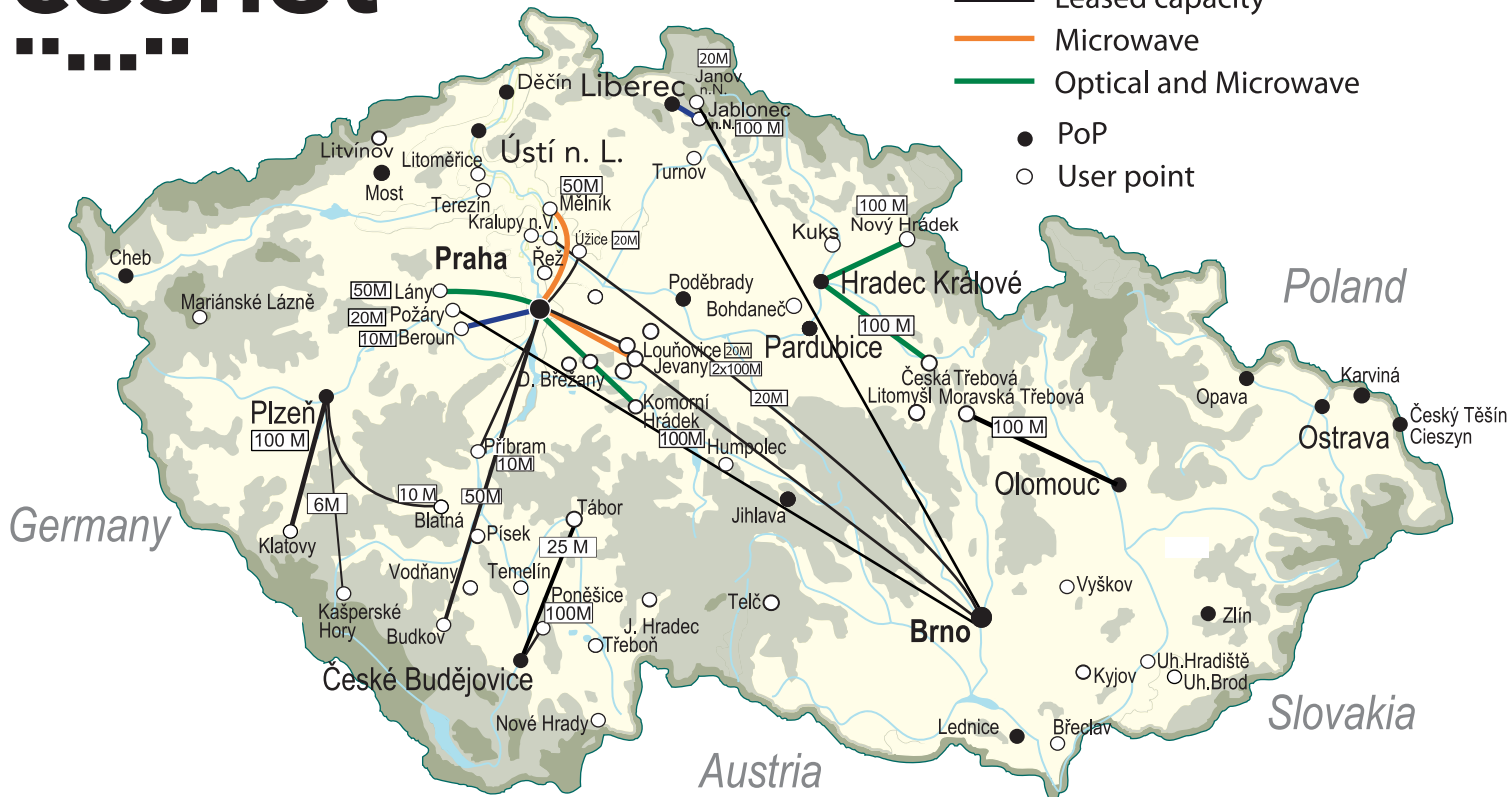 cesnet
Leased capacity
Microwave
Optical and Microwave
PoP
User point
20M
Janov
n.N.
Děčín
Liberec
Jablonec
n.N.
100 M
Litvínov
Litoměřice
Ústí n. L.
Turnov
Most
Terezín
50M
Mělník
Kralupy n.V.
Úžice
20M
100 M
Nový Hrádek
Kuks
Praha
Řež
Cheb
Poděbrady
Hradec Králové
Poland
50M
Lány
Mariánské Lázně
Bohdaneč
20M
Požáry
100 M
10M
Beroun
Pardubice
Louňovice
20M
Jevany
2x100M
D. Břežany
Česká Třebová
Karviná
Litomyšl
Moravská Třebová
Opava
20M
Komorní
Hrádek
100M
Plzeň
100 M
100 M
Český Těšín
Cieszyn
Ostrava
Příbram
10M
Humpolec
Olomouc
6M
10 M
50M
Blatná
Tábor
Jihlava
Germany
Klatovy
Písek
25 M
Vodňany
Temelín
Poněšice
100M
Vyškov
Kašperské
Hory
Telč
Zlín
Budkov
J. Hradec
Brno
Třeboň
České Budějovice
Uh.Hradiště
Kyjov
Uh.Brod
Nové Hrady
Lednice
Břeclav
Slovakia
Austria